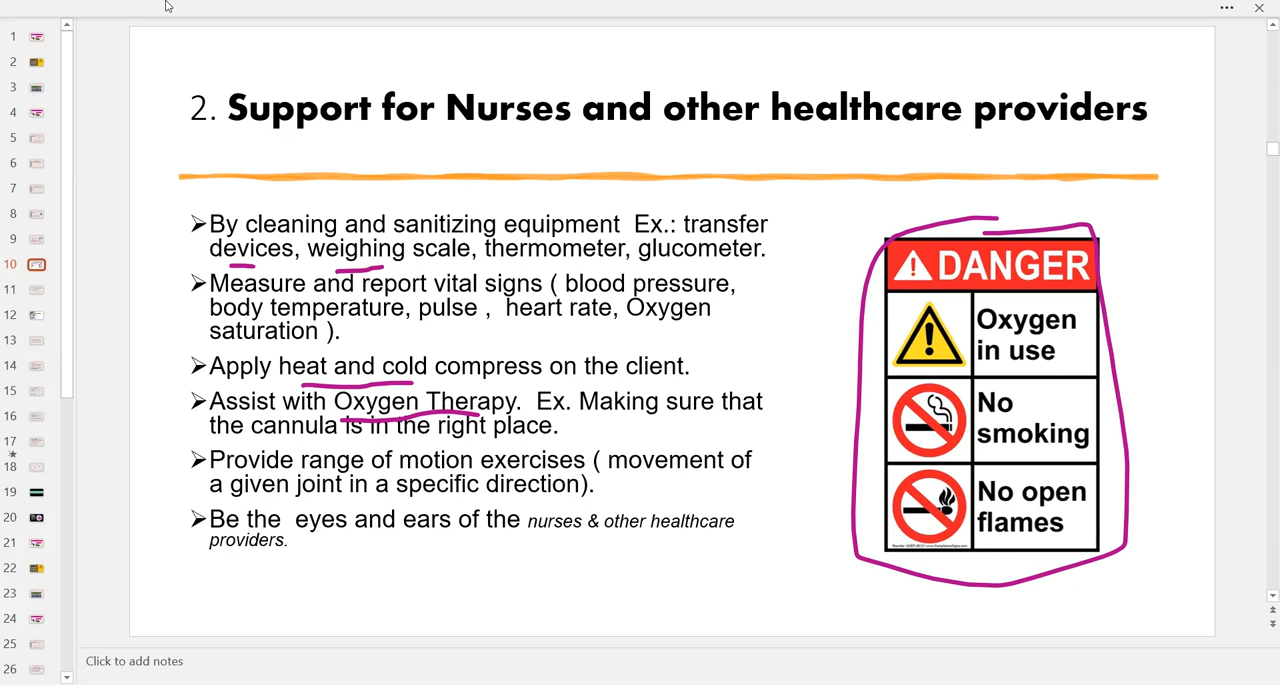 1
2
3
4
5
6
7
8
9
10
11
12
13
14
15
16
17
18
19
20
21
22
23
24
25
26
2. Support for Nurses and other healthcare providers
➢By cleaning and sanitizing equipment Ex.: transfer
devices, weighing scale, thermometer, glucometer.
➢Measure and report vital signs ( blood pressure,
body temperature, pulse , heart rate, Oxygen
saturation ).
➢Apply heat and cold compress on the client.
➢Assist with Oxygen Therapy. Ex. Making sure that
the cannula is in the right place.
➢Provide range of motion exercises ( movement of
a given joint in a specific direction).
➢Be the eyes and ears of the nurses & other healthcare
providers.
DANGER
Oxygen
in use
No
smoking
No open
flames
Click to add notes